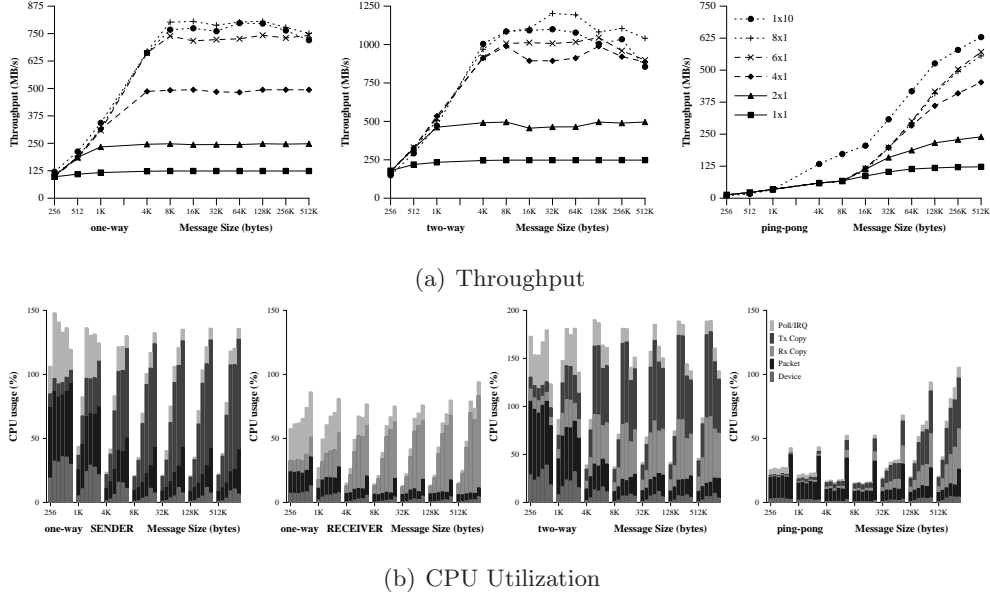 Throughput (MB/s)
875
750
625
500
375
250
125
0
256
512
1K
4K
8K
16K
32K
64K
128K
256K
512K
one-way
Message Size (bytes)
Throughput (MB/s)
1250
1000
750
500
250
0
256
512
1K
4K
8K
16K
32K
64K
128K
256K
512K
two-way
Message Size (bytes)
Throughput (MB/s)
750
625
500
375
250
125
0
1x10
8x1
6x1
4x1
2x1
1x1
256
512
1K
4K
8K
16K
32K
64K
128K
256K
512K
ping-pong
Message Size (bytes)
(a) Throughput
CPU usage (%)
150
100
50
0
256
1K
4K
8K
32K
128K
512K
one-way SENDER Message Size (bytes)
CPU usage (%)
150
100
50
0
256
1K
4K
8K
32K
128K
512K
one-way RECEIVER Message Size (bytes)
CPU usage (%)
200
150
100
50
0
256
1K
4K
8K
32K
128K
512K
two-way
Message Size (bytes)
CPU usage (%)
150
100
50
0
Poll/IRQ
Tx Copy
Rx Copy
Packet
Device
256
1K
4K
8K
32K
128K
512K
ping-pong
Message Size (bytes)
(b) CPU Utilization